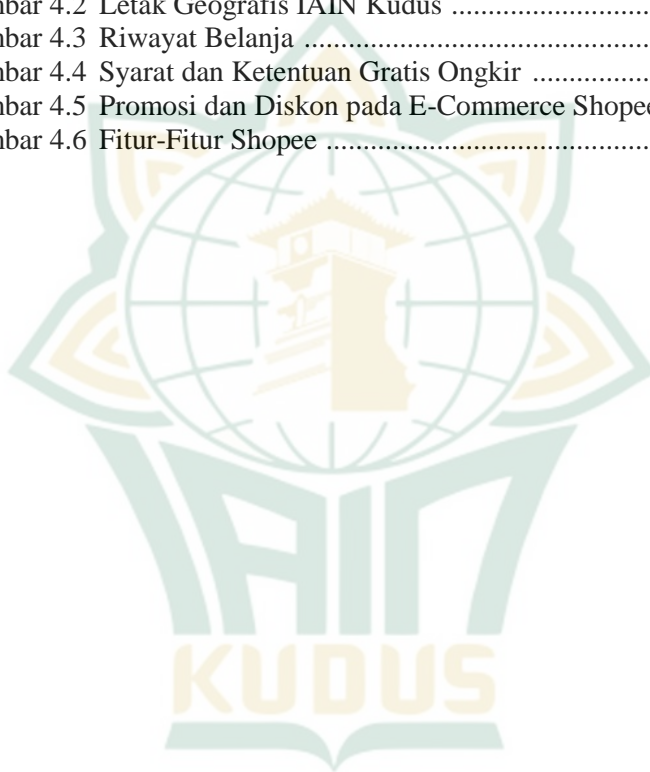 mbar 4.2 Letak Geografis IAIN Kudus ........................................
mbar 4.3 Riwayat Belanja ........................................................
mbar 4.4 Syarat dan Ketentuan Gratis Ongkir ..........................
mbar 4.5 Promosi dan Diskon pada E-Commerce Shopee
mbar 4.6 Fitur-Fitur Shopee ....................................................
IAIN
KUDUS